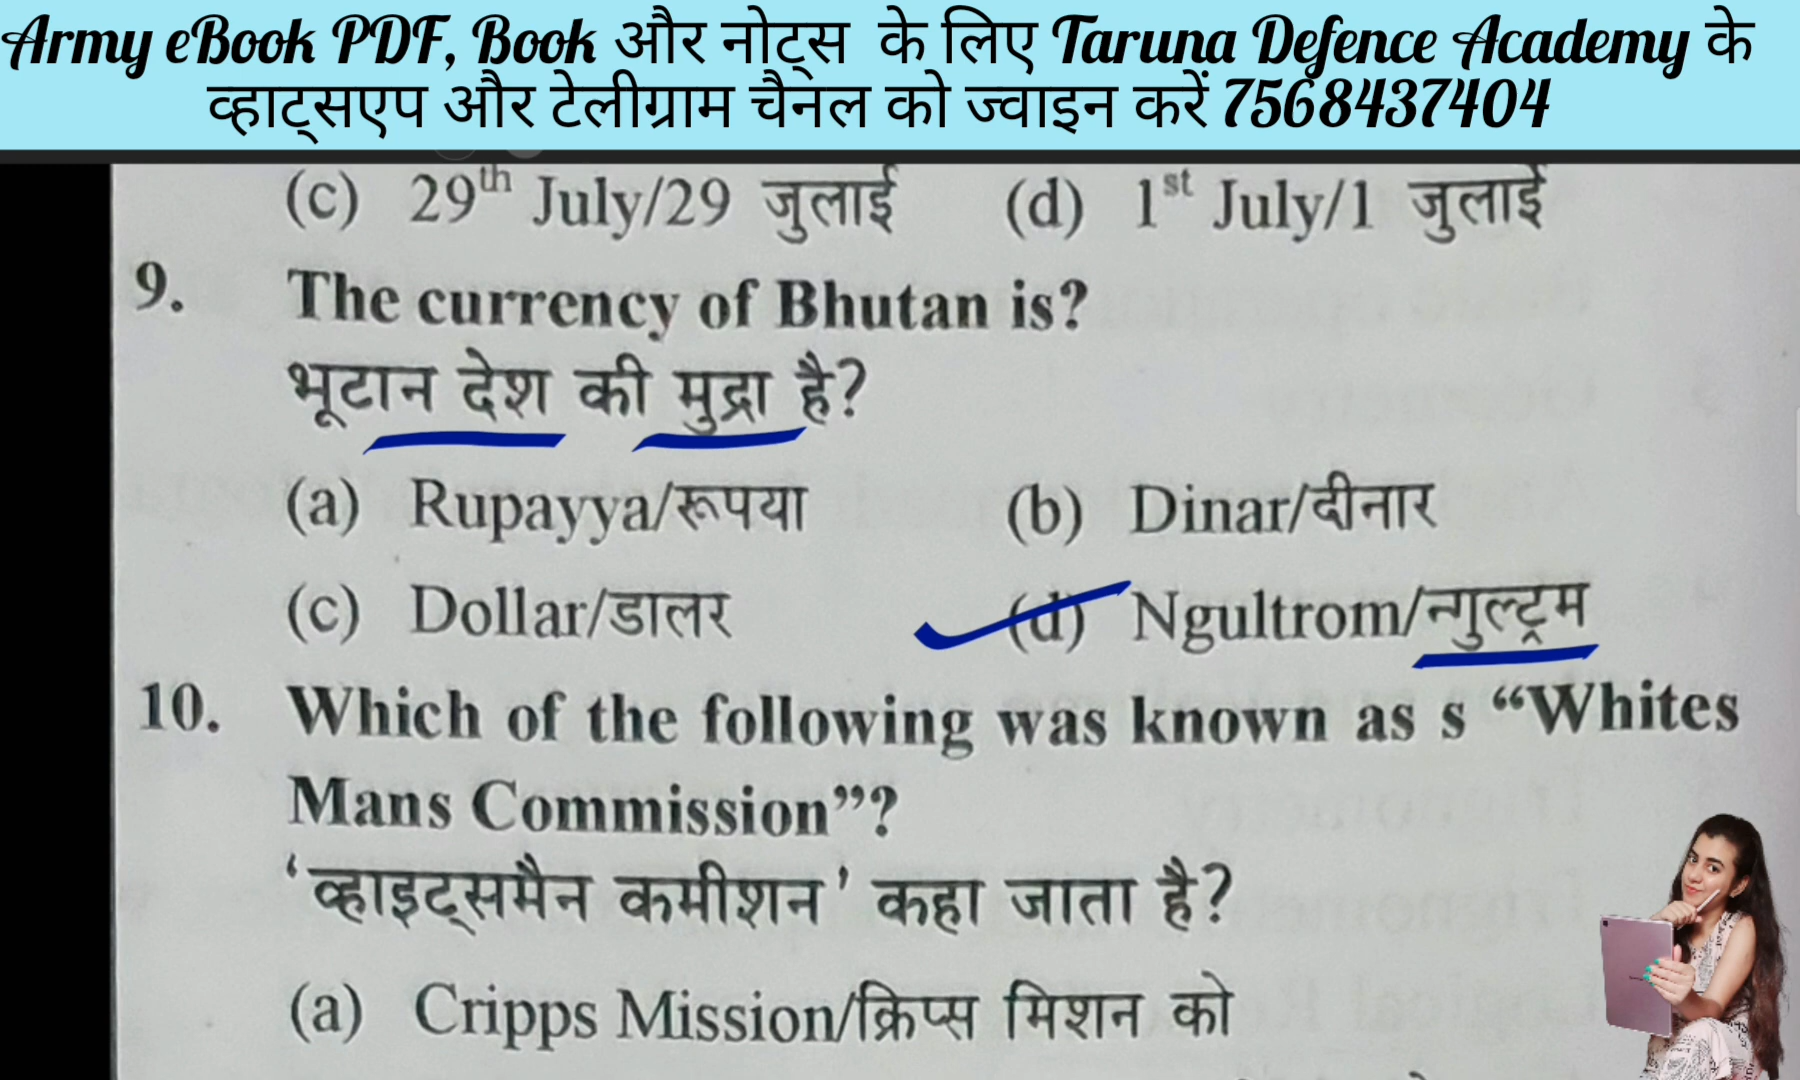 Army eBook PDF, Book और नोट्स के लिए Taruna Defence Academy के
व्हाट्सएप और टेलीग्राम चैनल को ज्वाइन करें 7568437404
(c) 29th July/29 जुलाई (d) 1st July/1 जुलाई
9. The currency of Bhutan is?
भूटान देश की मुद्रा है?
(a) Rupayya/रूपया (b) Dinar/दीनार
(c) Dollar/डालर (d) Ngultrom/न्गुल्ट्रम
10. Which of the following was known as s “Whites
Mans Commission”?
‘व्हाइट्समैन कमीशन’ कहा जाता है?
(a) Cripps Mission/क्रिप्स मिशन को